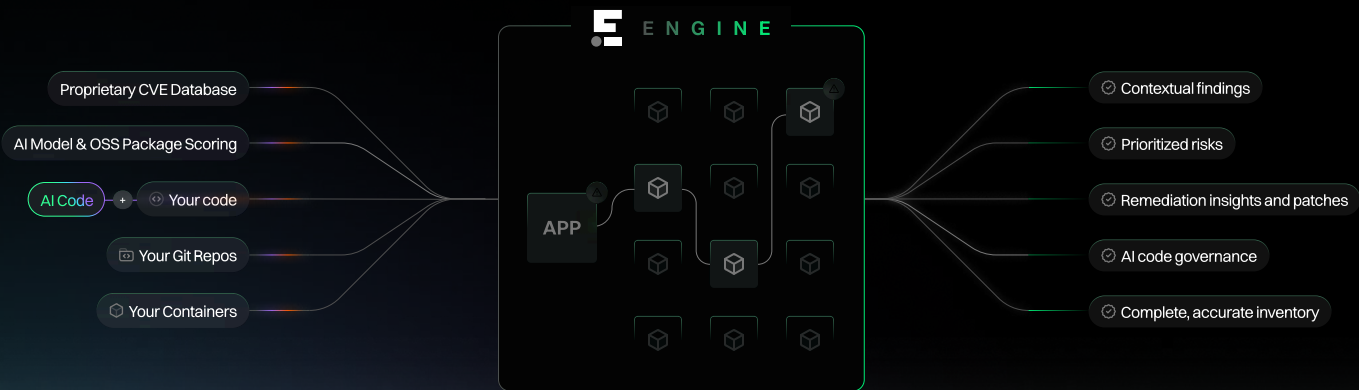 ENGINE
Proprietary CVE Database
AI Model & OSS Package Scoring
AI Code + Your code
Your Git Repos
Your Containers
APP
Contextual findings
Prioritized risks
Remediation insights and patches
AI code governance
Complete, accurate inventory